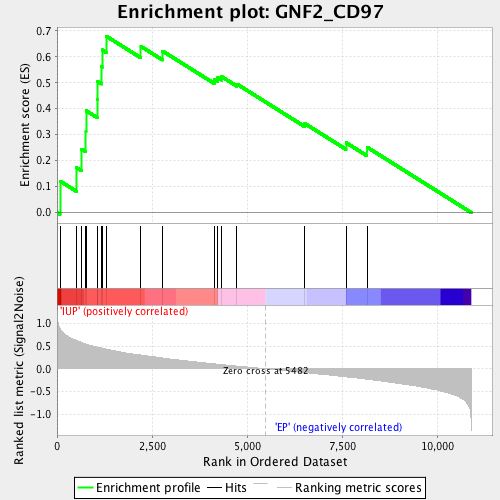 Enrichment plot: GNF2_CD97
Enrichment score (ES)
0.7
0.6
0.5
0.4
0.3
0.2
0.1
0.0
Ranked list metric (Signal2Noise)
'IUP' (positively correlated)
1.0
0.5
0.0
-0.5
-1.0
Zero cross at 5482
'EP' (negatively correlated)
0 2,500 5,000 7,500 10,000
Rank in Ordered Dataset
Enrichment profile Hits Ranking metric scores